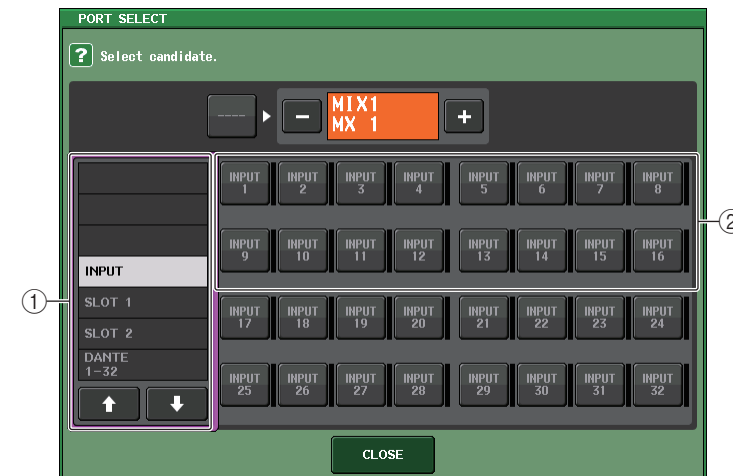 PORT SELECT
? Select candidate.
---- − MIX1 +
MX 1
INPUT
SLOT 1
SLOT 2
DANTE
1-32
INPUT 1 INPUT 2 INPUT 3 INPUT 4 INPUT 5 INPUT 6 INPUT 7 INPUT 8
INPUT 9 INPUT 10 INPUT 11 INPUT 12 INPUT 13 INPUT 14 INPUT 15 INPUT 16
INPUT 17 INPUT 18 INPUT 19 INPUT 20 INPUT 21 INPUT 22 INPUT 23 INPUT 24
INPUT 25 INPUT 26 INPUT 27 INPUT 28 INPUT 29 INPUT 30 INPUT 31 INPUT 32
CLOSE
1
2